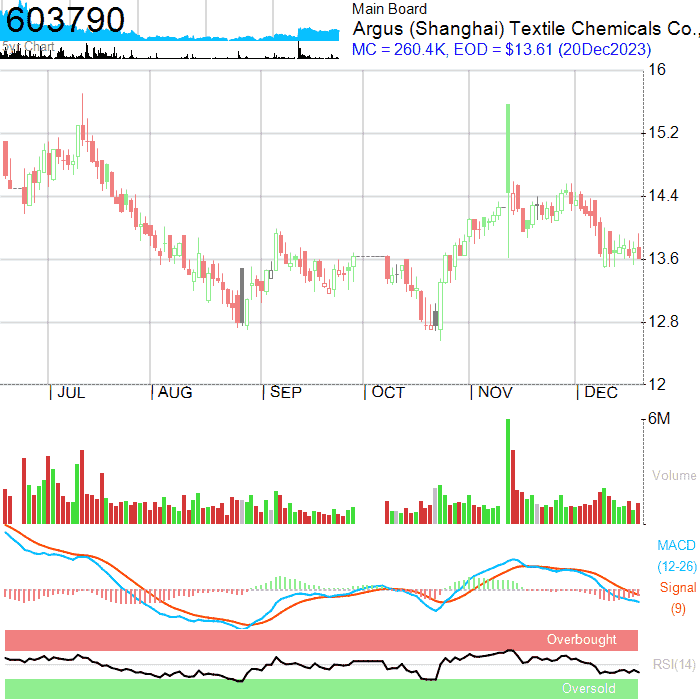 603790
5yr Chart
Main Board
Argus (Shanghai) Textile Chemicals Co.,
MC = 260.4K, EOD = $13.61 (20Dec2023)
16
15.2
14.4
13.6
12.8
12
JUL
AUG
SEP
OCT
NOV
DEC
6M
Volume
MACD
(12-26)
Signal
(9)
Overbought
RSI(14)
Oversold